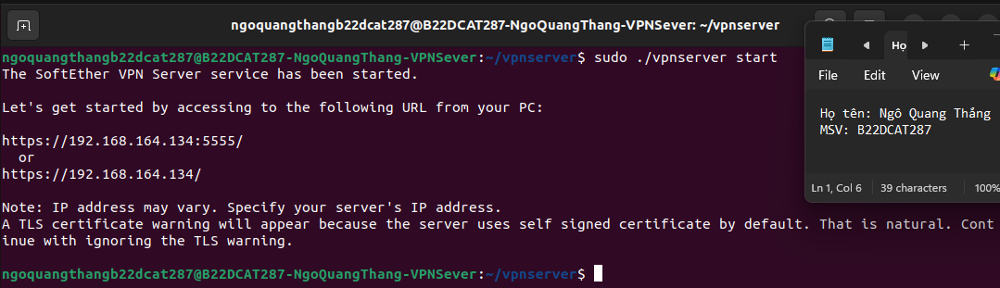 ngoquangthangb22dcat287@B22DCAT287-NgoQuangThang-VPNSever: ~/vpnserver
ngoquangthangb22dcat287@B22DCAT287-NgoQuangThang-VPNSever:~/vpnserver$ sudo ./vpnserver start
The SoftEther VPN Server service has been started.
Let's get started by accessing to the following URL from your PC:
https://192.168.164.134:5555/
or
https://192.168.164.134/
Note: IP address may vary. Specify your server's IP address.
A TLS certificate warning will appear because the server uses self signed certificate by default. That is natural. Cont
inue with ignoring the TLS warning.
ngoquangthangb22dcat287@B22DCAT287-NgoQuangThang-VPNSever:~/vpnserver$
Họ
File Edit View
Họ tên: Ngô Quang Thắng
MSV: B22DCAT287
Ln 1, Col 6 39 characters 100%